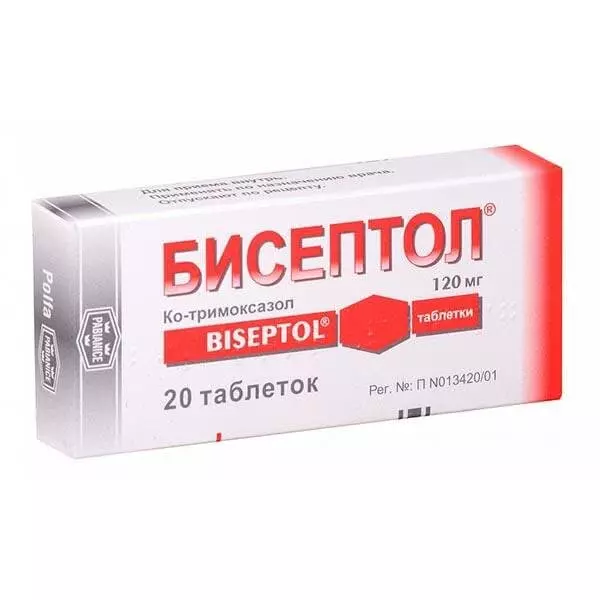 Для приема внутрь.
Применять по назначению врача.
Отпускают по рецепту.
БИСЕПТОЛ®
120 мг
Ко-тримоксазол
BISEPTOL®
таблетки
20 таблеток
Рег. №: П N013420/01
Polfa
PABIANICE
PABIANICE